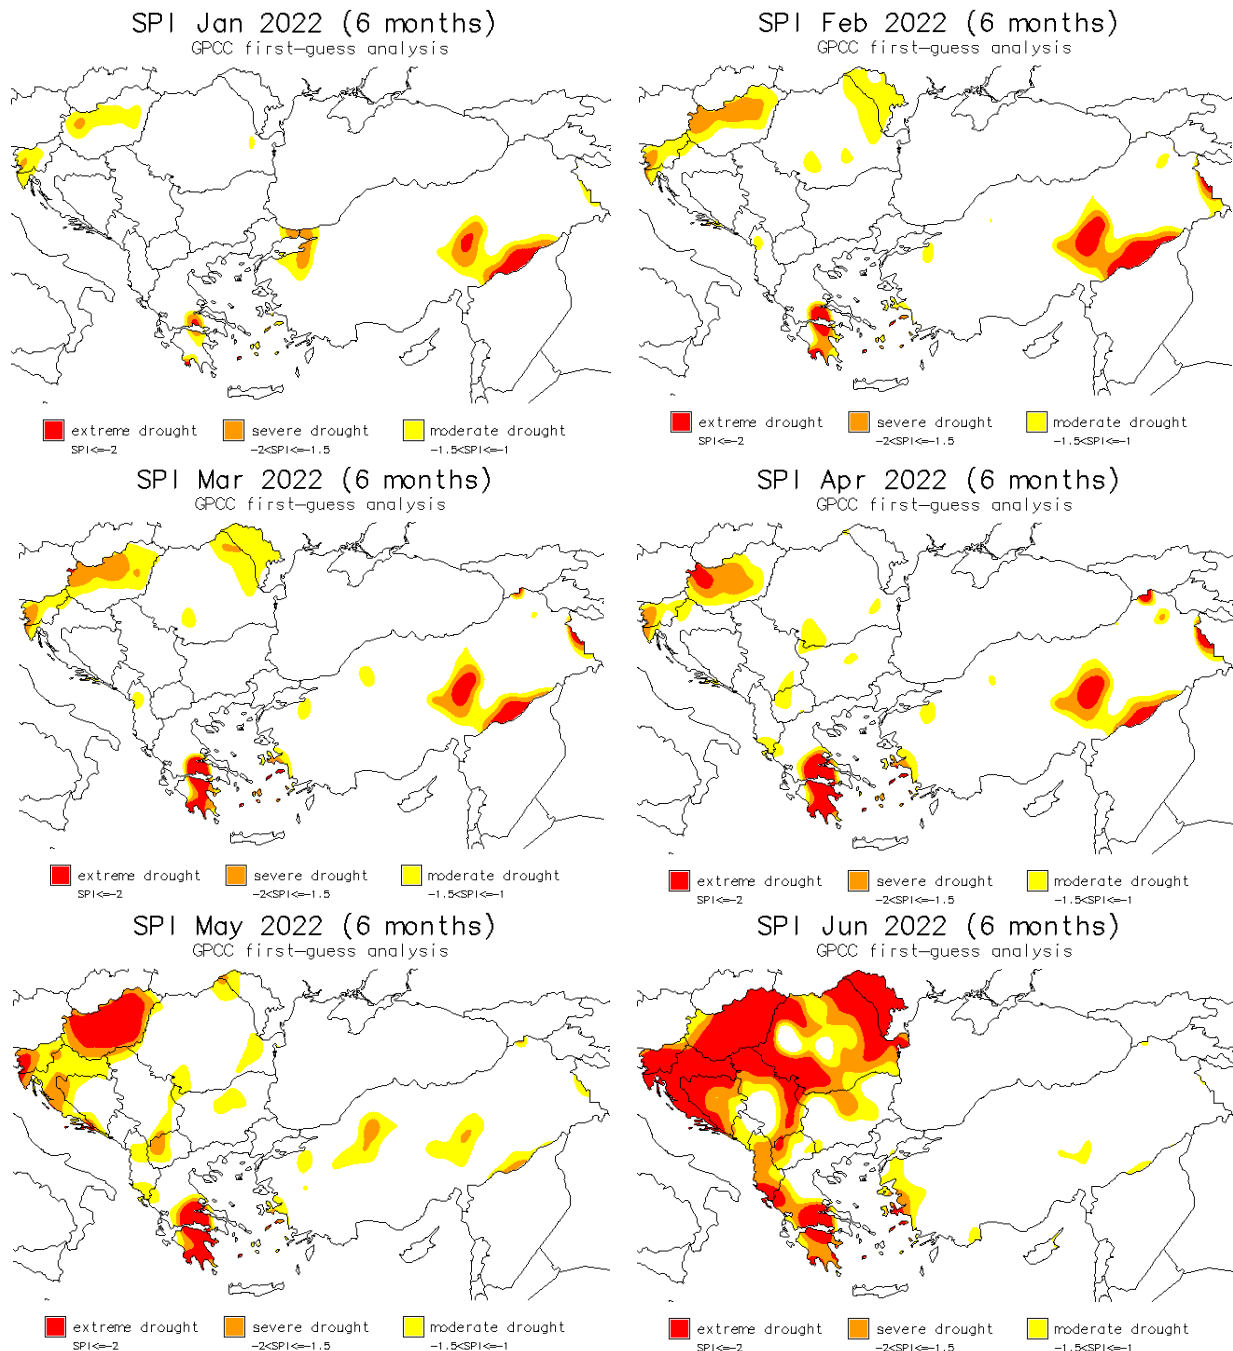 SPI Jan 2022 (6 months)
GPCC first-guess analysis
extreme drought severe drought moderate drought
SPI<=-2 -2<SPI<=-1.5 -1.5<SPI<=-1
SPI Feb 2022 (6 months)
GPCC first-guess analysis
extreme drought severe drought moderate drought
SPI<=-2 -2<SPI<=-1.5 -1.5<SPI<=-1
SPI Mar 2022 (6 months)
GPCC first-guess analysis
extreme drought severe drought moderate drought
SPI<=-2 -2<SPI<=-1.5 -1.5<SPI<=-1
SPI Apr 2022 (6 months)
GPCC first-guess analysis
extreme drought severe drought moderate drought
SPI<=-2 -2<SPI<=-1.5 -1.5<SPI<=-1
SPI May 2022 (6 months)
GPCC first-guess analysis
extreme drought severe drought moderate drought
SPI<=-2 -2<SPI<=-1.5 -1.5<SPI<=-1
SPI Jun 2022 (6 months)
GPCC first-guess analysis
extreme drought severe drought moderate drought
SPI<=-2 -2<SPI<=-1.5 -1.5<SPI<=-1